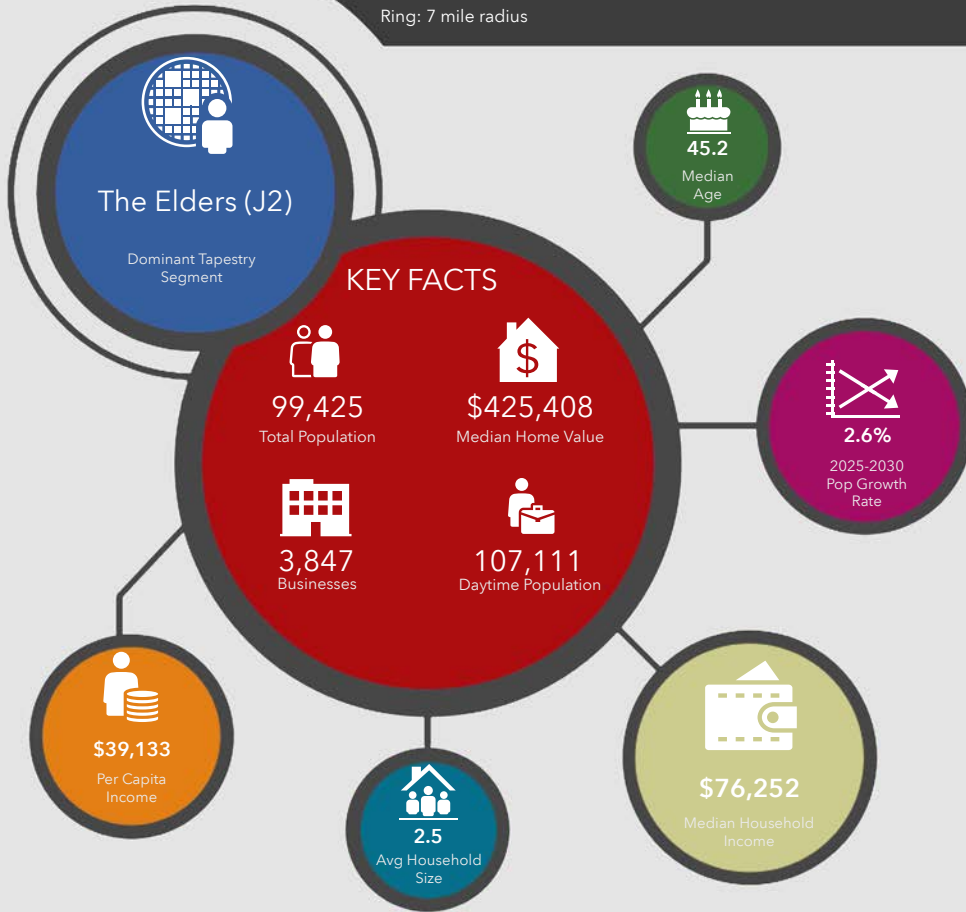 Ring: 7 mile radius
The Elders (J2)
Dominant Tapestry
Segment
KEY FACTS
99,425
Total Population
$425,408
Median Home Value
3,847
Businesses
107,111
Daytime Population
45.2
Median
Age
2.6%
2025-2030
Pop Growth
Rate
$39,133
Per Capita
Income
2.5
Avg Household
Size
$76,252
Median Household
Income